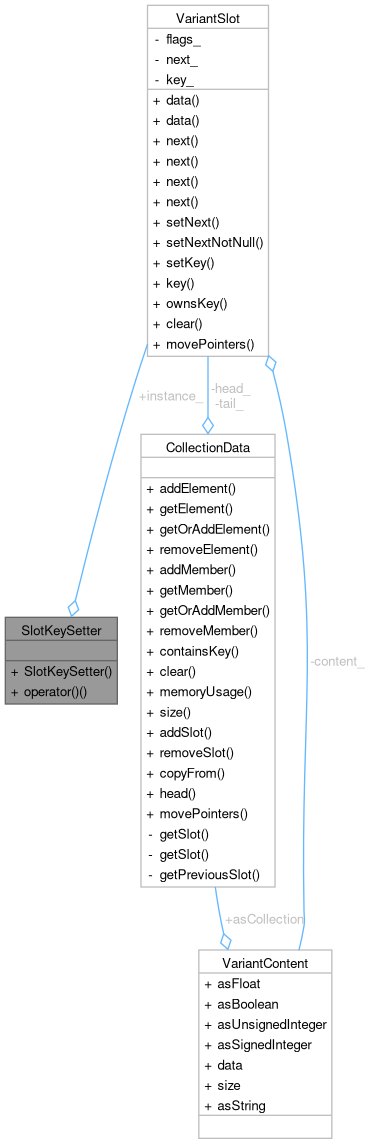 VariantSlot
- flags_
- next_
- key_
+ data()
+ data()
+ next()
+ next()
+ next()
+ next()
+ setNext()
+ setNextNotNull()
+ setKey()
+ key()
+ ownsKey()
+ clear()
+ movePointers()
+instance_
-head_
-tail_
CollectionData
+ addElement()
+ getElement()
+ getOrAddElement()
+ removeElement()
+ addMember()
+ getMember()
+ getOrAddMember()
+ removeMember()
+ containsKey()
+ clear()
+ memoryUsage()
+ size()
+ addSlot()
+ removeSlot()
+ copyFrom()
+ head()
+ movePointers()
- getSlot()
- getSlot()
- getPreviousSlot()
SlotKeySetter
+ SlotKeySetter()
+ operator()()
-content_
+asCollection
VariantContent
+ asFloat
+ asBoolean
+ asUnsignedInteger
+ asSignedInteger
+ data
+ size
+ asString